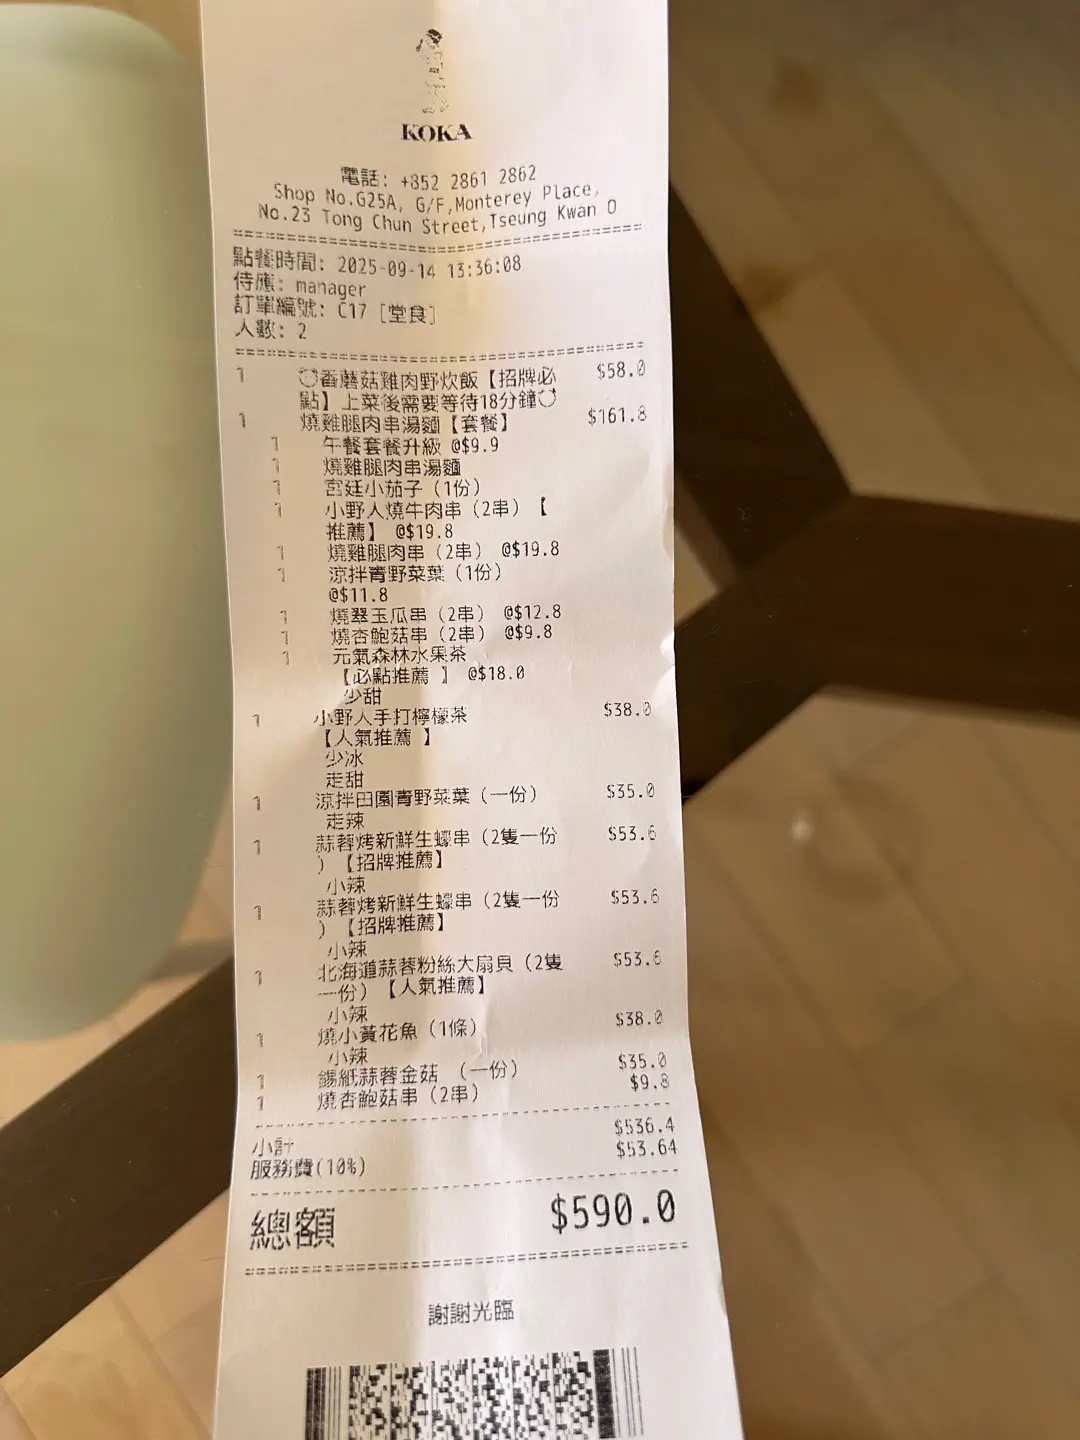 KOKA
電話: +852 2861 2862
Shop No.G25A, G/F,Monterey Place,
No.23 Tong Chun Street,Tseung Kwan O
點餐時間: 2025-09-14 13:36:08
侍應: manager
訂單編號: C17 [堂食]
人數: 2
1 番蘑菇雞肉野炊飯【招牌必 $58.0
點】上菜後需要等待18分鐘
1 燒雞腿肉串湯麵【套餐】 $161.8
1 午餐套餐升級 @$9.9
1 燒雞腿肉串湯麵
1 宮廷小茄子（1份）
1 小野人燒牛肉串（2串）【
推薦】 @$19.8
1 燒雞腿肉串（2串） @$19.8
1 涼拌青野菜葉（1份）
@$11.8
1 燒翠玉瓜串（2串） @$12.8
1 燒杏鮑菇串（2串） @$9.8
1 元氣森林水果茶
【必點推薦 】 @$18.0
少甜
1 小野人手打檸檬茶 $38.0
【人氣推薦 】
少冰
走甜
1 涼拌田園青野菜葉（一份） $35.0
走辣
1 蒜蓉烤新鮮生蠔串（2隻一份 $53.6
）【招牌推薦】
小辣
1 蒜蓉烤新鮮生蠔串（2隻一份 $53.6
）【招牌推薦】
小辣
1 北海道蒜蓉粉絲大扇貝（2隻 $53.6
一份）【人氣推薦】
小辣
1 燒小黃花魚（1條） $38.0
小辣
1 錫紙蒜蓉金菇 （一份） $35.0
1 燒杏鮑菇串（2串） $9.8
小計 $536.4
服務費(10%) $53.64
總額 $590.0
謝謝光臨